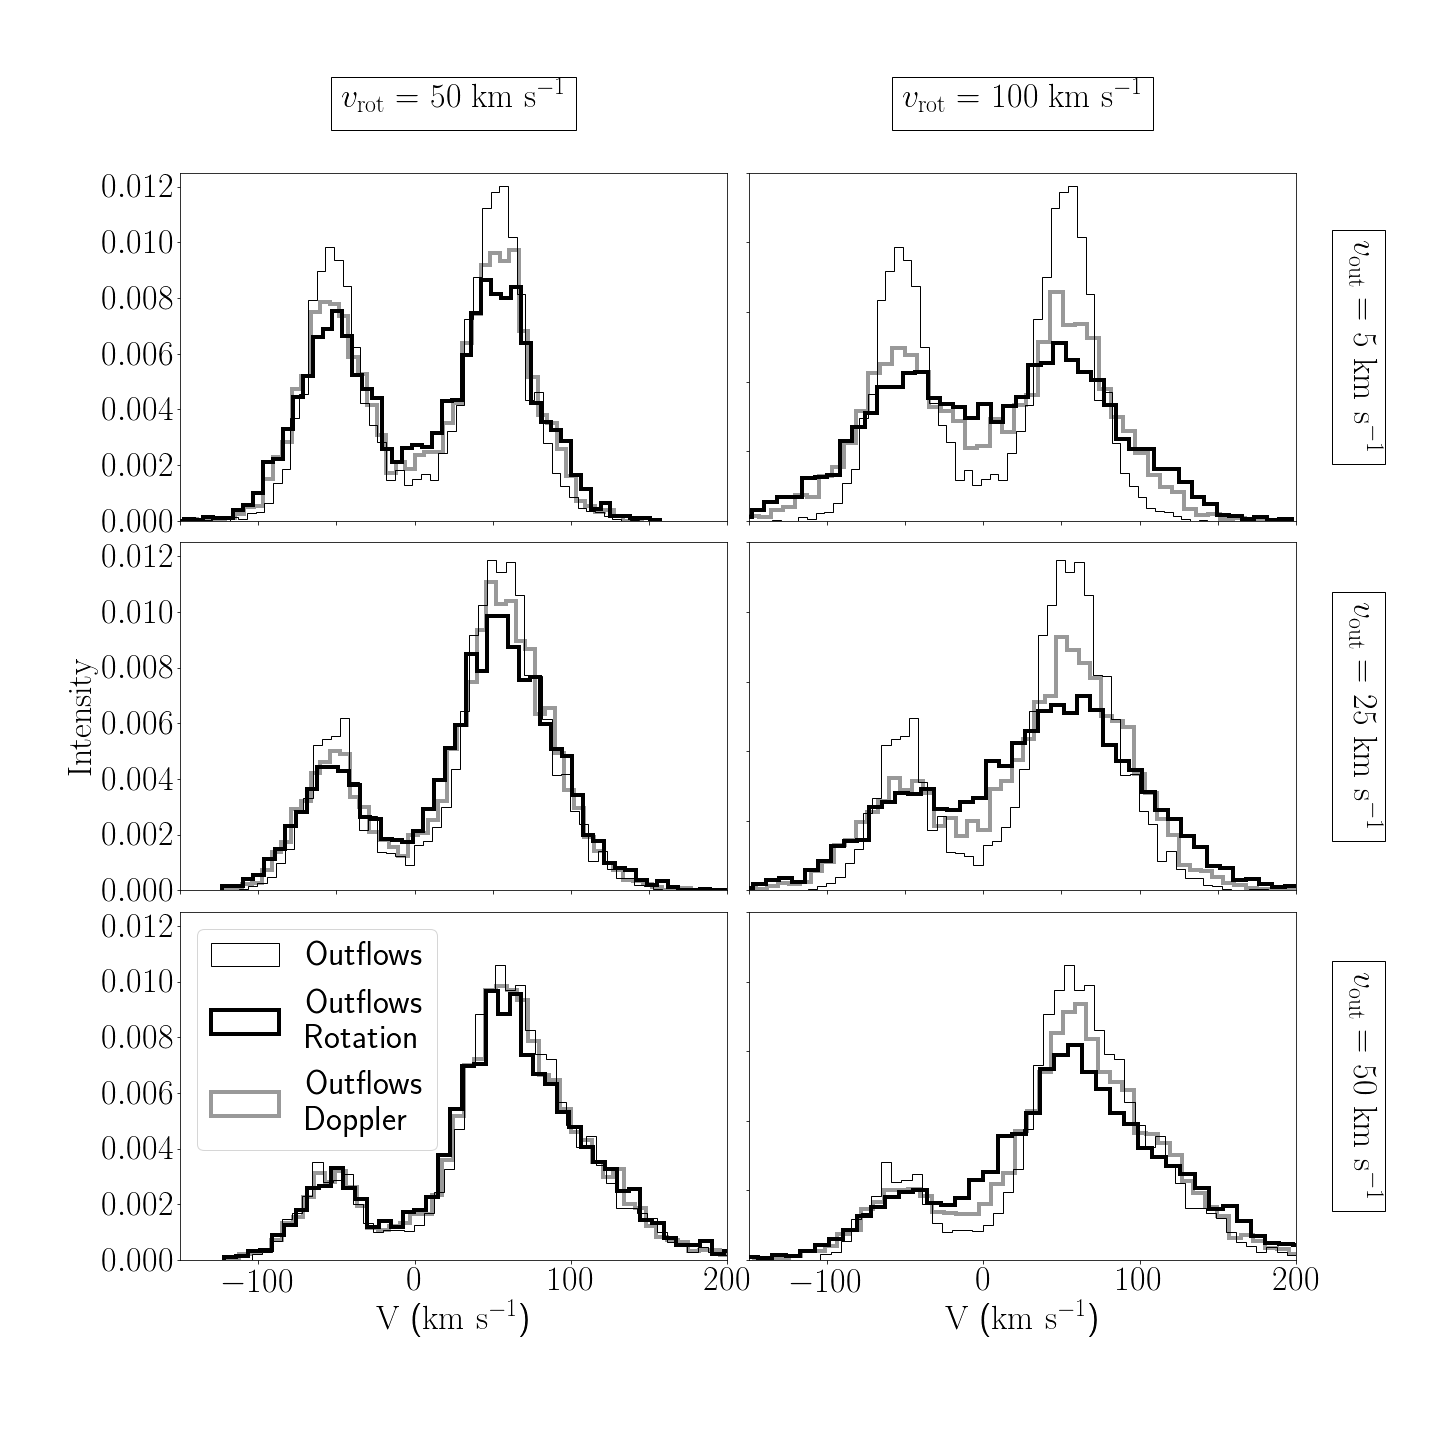 v_rot = 50 km s⁻¹
v_rot = 100 km s⁻¹
0.012
0.010
0.008
0.006
0.004
0.002
0.000
v_out = 5 km s⁻¹
0.012
0.010
0.008
0.006
0.004
0.002
0.000
Intensity
v_out = 25 km s⁻¹
0.012
0.010
0.008
0.006
0.004
0.002
0.000
Outflows
Outflows
Rotation
Outflows
Doppler
v_out = 50 km s⁻¹
−100 0 100 200
−100 0 100 200
V (km s⁻¹)
V (km s⁻¹)